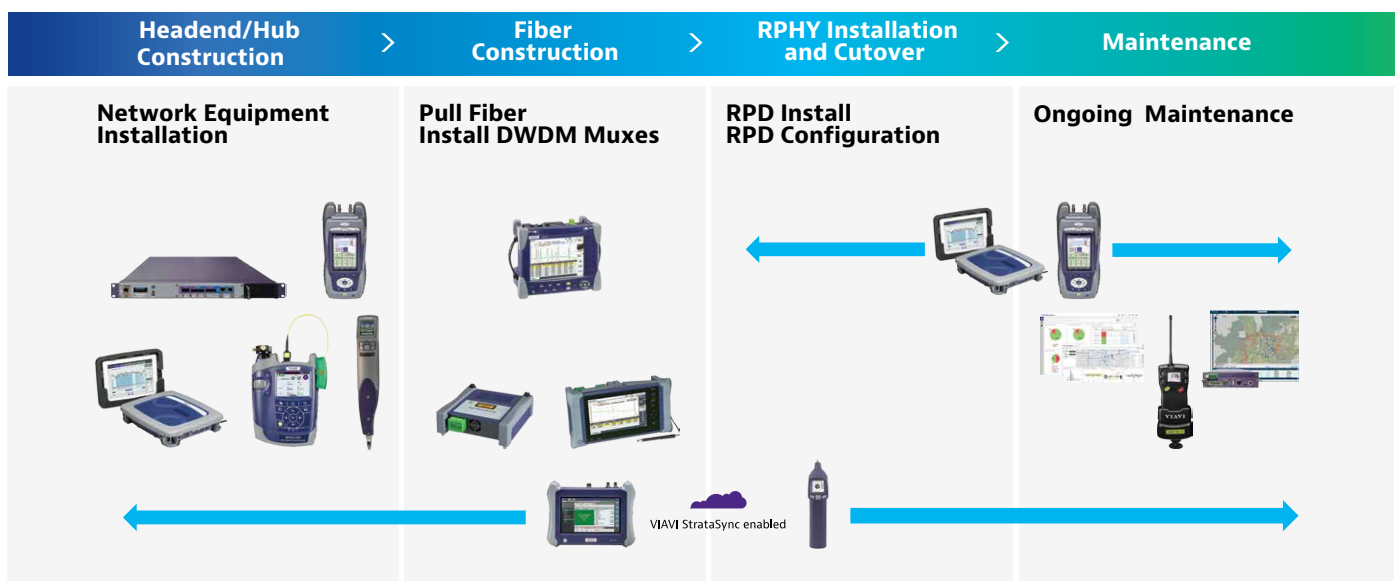 Headend/Hub
Construction
>
Fiber
Construction
>
RPHY Installation
and Cutover
>
Maintenance
Network Equipment
Installation
Pull Fiber
Install DWDM Muxes
RPD Install
RPD Configuration
Ongoing Maintenance
VIAVI
VIAVI StrataSync enabled